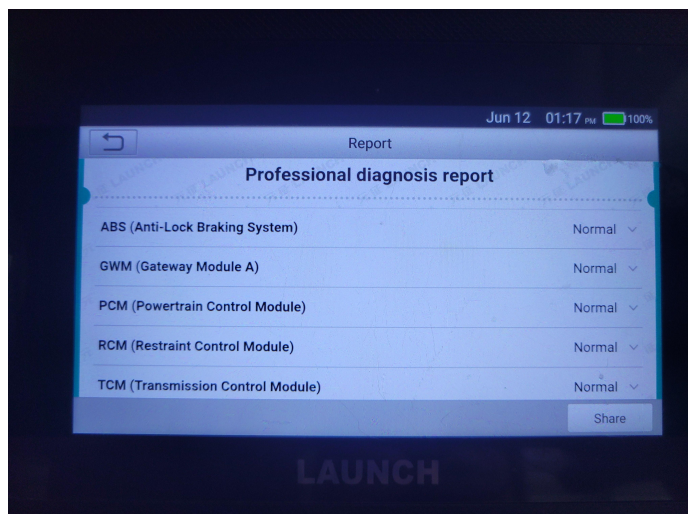 Jun 12 01:17 PM 100%
Report
Professional diagnosis report
ABS (Anti-Lock Braking System) Normal
GWM (Gateway Module A) Normal
PCM (Powertrain Control Module) Normal
RCM (Restraint Control Module) Normal
TCM (Transmission Control Module) Normal
Share
LAUNCH